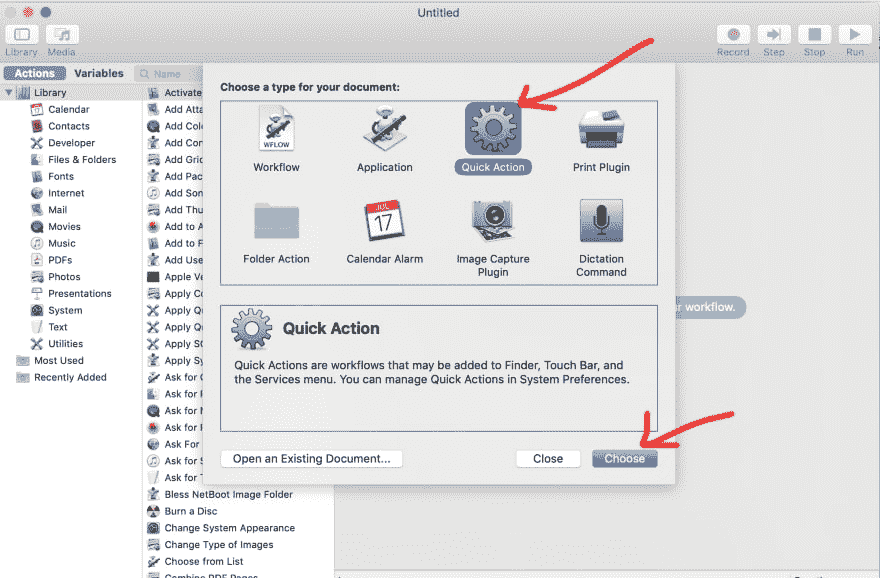 Untitled
Library Media
Record Step Stop Run
Actions Variables
Name
Library
Calendar
Contacts
Developer
Files & Folders
Fonts
Internet
Mail
Movies
Music
PDFs
Photos
Presentations
System
Text
Utilities
Most Used
Recently Added
Activate
Add Atta
Add Colo
Add Con
Add Grid
Add Pac
Add Son
Add Thu
Add to A
Add to F
Add Use
Apple Ve
Apply Co
Apply Qu
Apply Qu
Apply SQ
Apply Sy
Ask for C
Ask for F
Ask for M
Ask for P
Ask For
Ask for S
Ask for T
Bless NetBoot Image Folder
Burn a Disc
Change System Appearance
Change Type of Images
Choose from List
Combine PDF Pages
Choose a type for your document:
WFLOW
JUL
17
Workflow Application Quick Action Print Plugin
Folder Action Calendar Alarm Image Capture Dictation
Plugin Command
Quick Action
Quick Actions are workflows that may be added to Finder, Touch Bar, and
the Services menu. You can manage Quick Actions in System Preferences.
Open an Existing Document... Close Choose
r workflow.